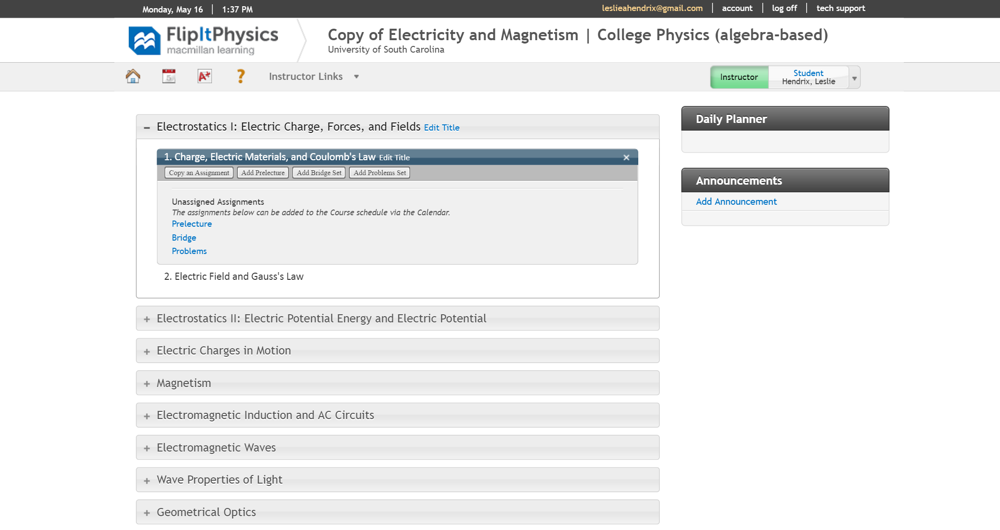 Monday, May 16 | 1:37 PM
leslieahendrix@gmail.com | account | log off | tech support
FlipItPhysics
macmillan learning
Copy of Electricity and Magnetism | College Physics (algebra-based)
University of South Carolina
5
A+
?
Instructor Links
Instructor
Student
Hendrix, Leslie
Electrostatics I: Electric Charge, Forces, and Fields Edit Title
1. Charge, Electric Materials, and Coulomb's Law Edit Title
Copy an Assignment Add Prelecture Add Bridge Set Add Problems Set
Unassigned Assignments
The assignments below can be added to the Course schedule via the Calendar.
Prelecture
Bridge
Problems
2. Electric Field and Gauss's Law
Electrostatics II: Electric Potential Energy and Electric Potential
Electric Charges in Motion
Magnetism
Electromagnetic Induction and AC Circuits
Electromagnetic Waves
Wave Properties of Light
Geometrical Optics
Daily Planner
Announcements
Add Announcement